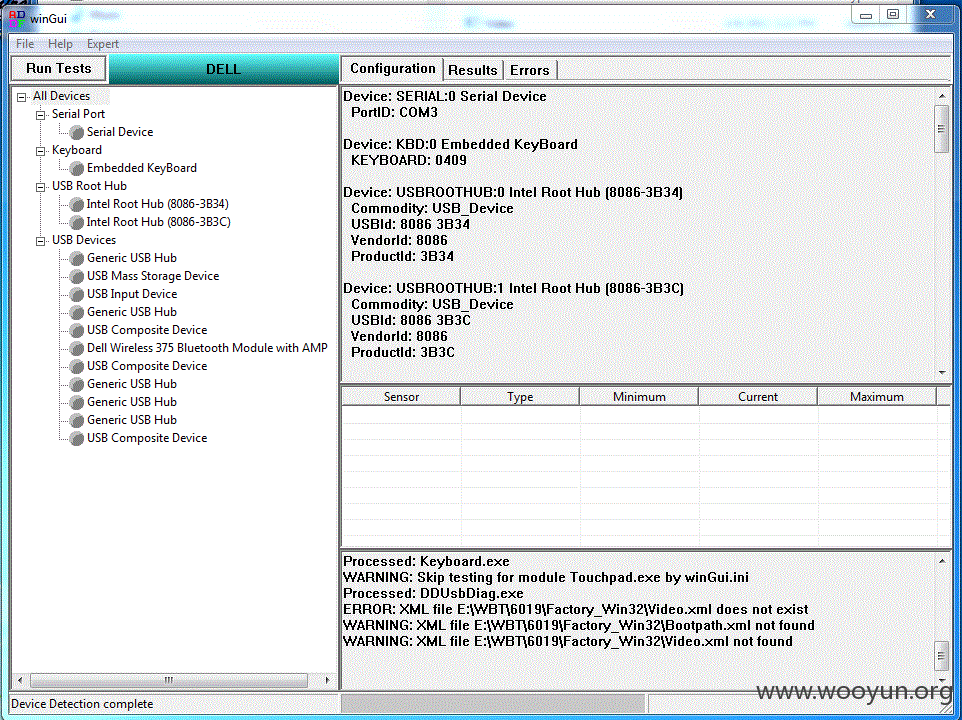 winGui
File Help Expert
Run Tests
DELL
All Devices
Serial Port
Serial Device
Keyboard
Embedded KeyBoard
USB Root Hub
Intel Root Hub (8086-3B34)
Intel Root Hub (8086-3B3C)
USB Devices
Generic USB Hub
USB Mass Storage Device
USB Input Device
Generic USB Hub
USB Composite Device
Dell Wireless 375 Bluetooth Module with AMP
USB Composite Device
Generic USB Hub
Generic USB Hub
Generic USB Hub
USB Composite Device
Configuration Results Errors
Device: SERIAL:0 Serial Device
PortID: COM3
Device: KBD:0 Embedded KeyBoard
KEYBOARD: 0409
Device: USBROOTHUB:0 Intel Root Hub (8086-3B34)
Commodity: USB_Device
USBId: 8086 3B34
VendorId: 8086
ProductId: 3B34
Device: USBROOTHUB:1 Intel Root Hub (8086-3B3C)
Commodity: USB_Device
USBId: 8086 3B3C
VendorId: 8086
ProductId: 3B3C
Sensor Type Minimum Current Maximum
Processed: Keyboard.exe
WARNING: Skip testing for module Touchpad.exe by winGui.ini
Processed: DDUsbDiag.exe
ERROR: XML file E:\WBT\6019\Factory_Win32\Video.xml does not exist
WARNING: XML file E:\WBT\6019\Factory_Win32\Bootpath.xml not found
WARNING: XML file E:\WBT\6019\Factory_Win32\Video.xml not found
Device Detection complete
www.wooyun.org